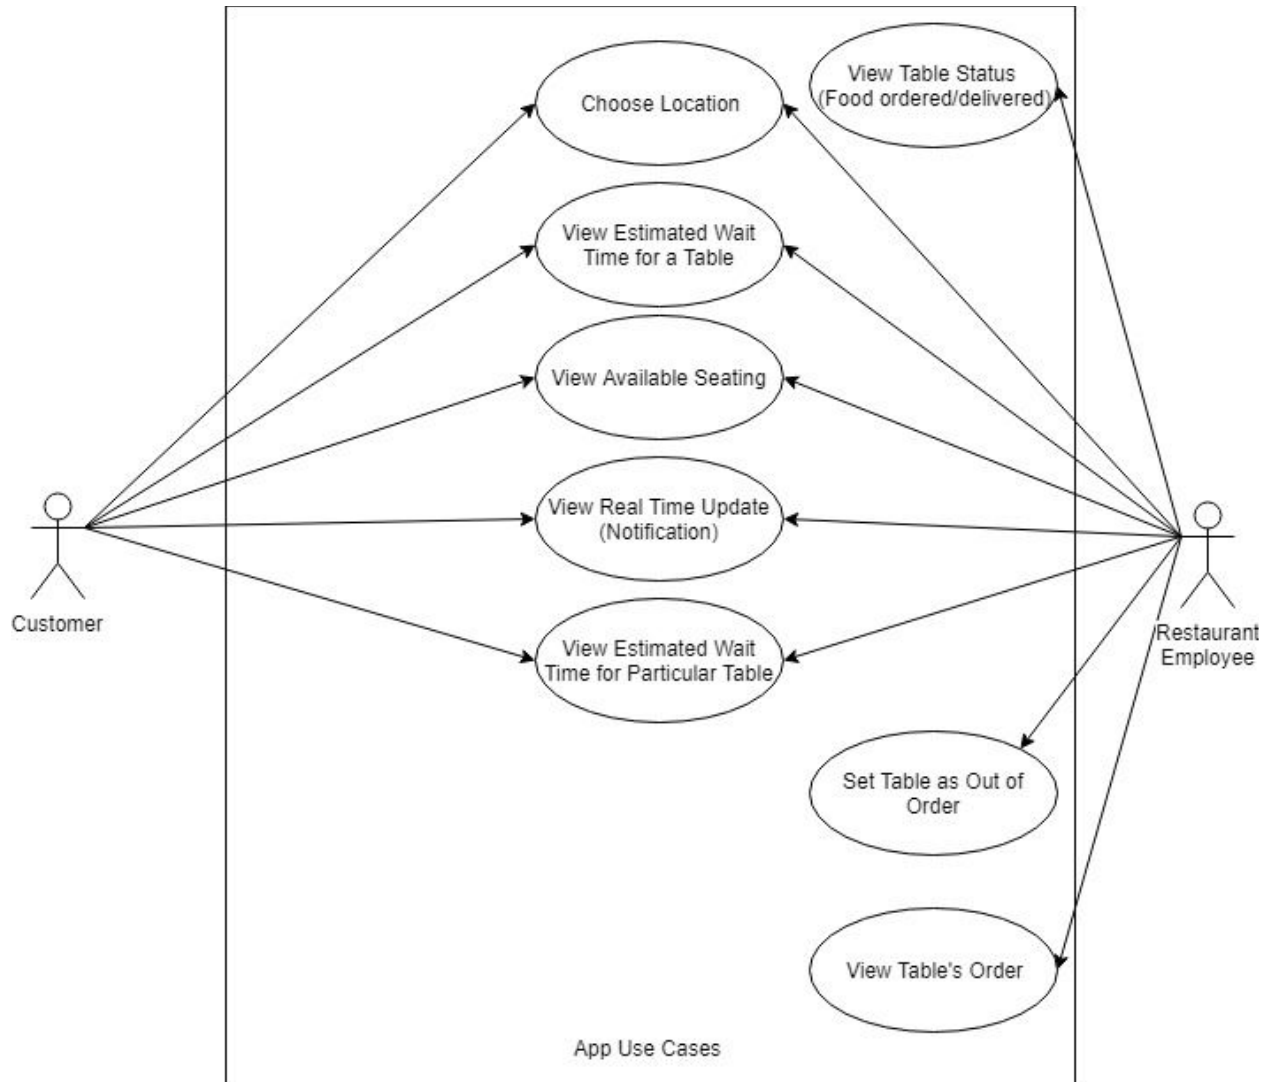 View Table Status
(Food ordered/delivered)
Choose Location
View Estimated Wait
Time for a Table
View Available Seating
View Real Time Update
(Notification)
Customer
Restaurant
Employee
View Estimated Wait
Time for Particular Table
Set Table as Out of
Order
View Table's Order
App Use Cases